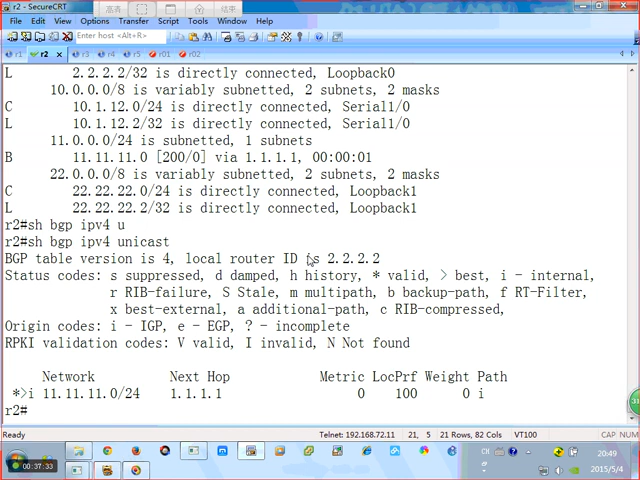 r2 - SecureCRT
File Edit View Options Transfer Script Tools Window Help
Enter host <Alt+R>
r1 r2 × r3 r4 r5 r01 r02
L 2.2.2.2/32 is directly connected, Loopback0
10.0.0.0/8 is variably subnetted, 2 subnets, 2 masks
C 10.1.12.0/24 is directly connected, Serial1/0
L 10.1.12.2/32 is directly connected, Serial1/0
11.0.0.0/24 is subnetted, 1 subnets
B 11.11.11.0 [200/0] via 1.1.1.1, 00:00:01
22.0.0.0/8 is variably subnetted, 2 subnets, 2 masks
C 22.22.22.0/24 is directly connected, Loopback1
L 22.22.22.2/32 is directly connected, Loopback1
r2#sh bgp ipv4 u
r2#sh bgp ipv4 unicast
BGP table version is 4, local router ID is 2.2.2.2
Status codes: s suppressed, d damped, h history, * valid, > best, i - internal,
r RIB-failure, S Stale, m multipath, b backup-path, f RT-Filter,
x best-external, a additional-path, c RIB-compressed,
Origin codes: i - IGP, e - EGP, ? - incomplete
RPKI validation codes: V valid, I invalid, N Not found
Network Next Hop Metric LocPrf Weight Path
*>i 11.11.11.0/24 1.1.1.1 0 100 0 i
r2#
Ready Telnet: 192.168.72.11 21, 5 21 Rows, 82 Cols VT100 CAP NUM
31
CH
20:49
00:37:33
2015/5/4